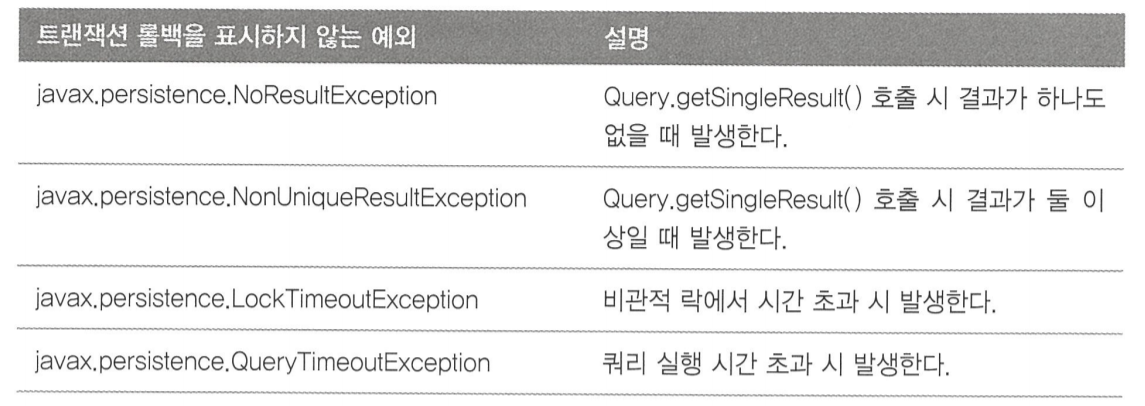 트랜잭션 롤백을 표시하지 않는 예외 설명
javax.persistence.NoResultException Query.getSingleResult() 호출 시 결과가 하나도
없을 때 발생한다.
javax.persistence.NonUniqueResultException Query.getSingleResult() 호출 시 결과가 둘 이
상일 때 발생한다.
javax.persistence.LockTimeoutException 비관적 락에서 시간 초과 시 발생한다.
javax.persistence.QueryTimeoutException 쿼리 실행 시간 초과 시 발생한다.